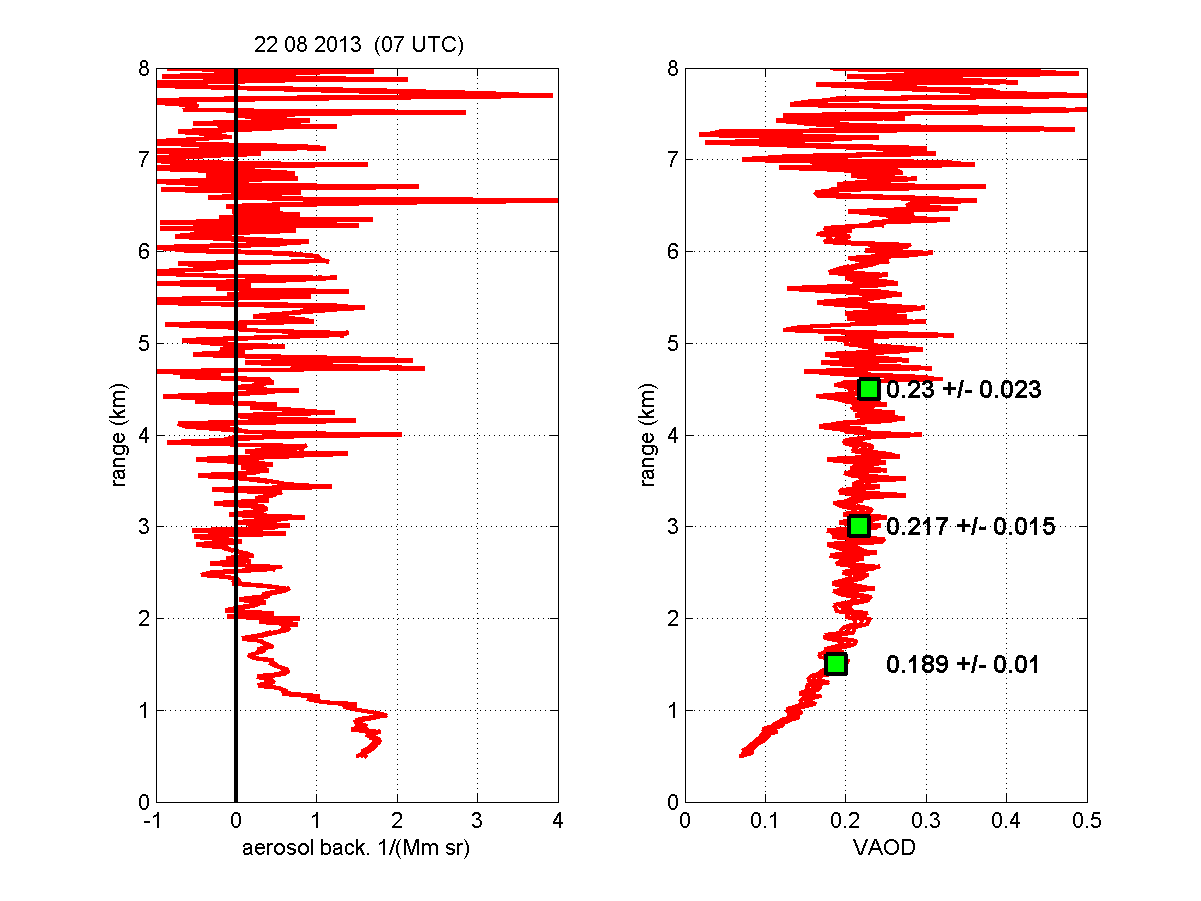 22 08 2013  (07 UTC)
8
7
6
5
4
3
2
1
0
range (km)
-1 0 1 2 3 4
aerosol back. 1/(Mm sr)
8
7
6
5
4
3
2
1
0
range (km)
0.23 +/- 0.023
0.217 +/- 0.015
0.189 +/- 0.01
0 0.1 0.2 0.3 0.4 0.5
VAOD